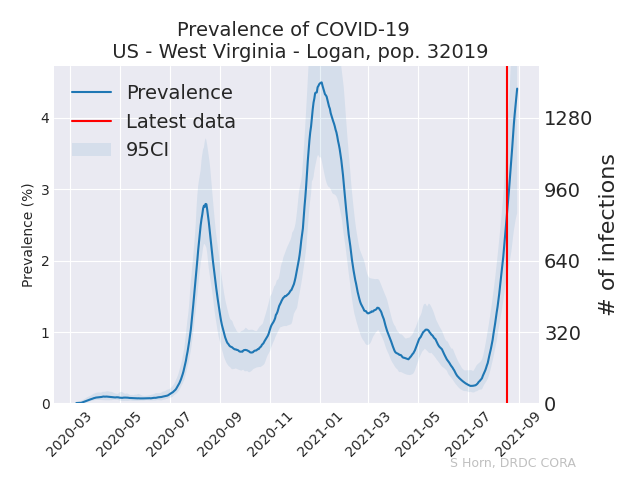 Prevalence of COVID-19
US - West Virginia - Logan, pop. 32019
Prevalence
Latest data
95CI
Prevalence (%)
4
3
2
1
0
1280
960
640
320
0
# of infections
2020-03
2020-05
2020-07
2020-09
2020-11
2021-01
2021-03
2021-05
2021-07
2021-09
S Horn, DRDC CORA